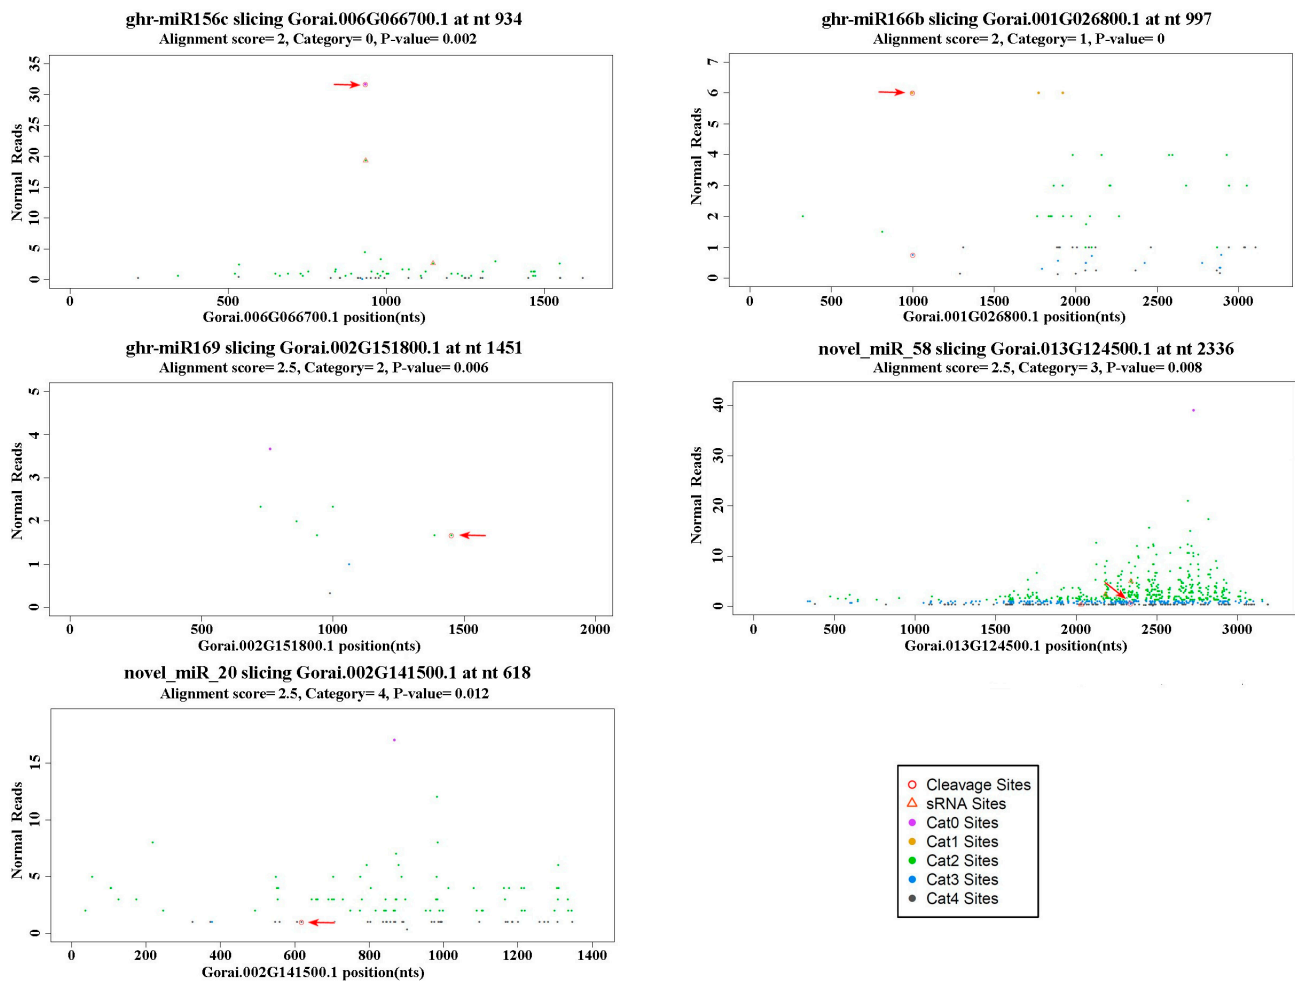 ghr-miR156c slicing Gorai.006G066700.1 at nt 934
Alignment score= 2, Category= 0, P-value= 0.002
Normal Reads
35
30
25
20
15
10
5
0
0 500 1000 1500
Gorai.006G066700.1 position(nts)
ghr-miR166b slicing Gorai.001G026800.1 at nt 997
Alignment score= 2, Category= 1, P-value= 0
Normal Reads
7
6
5
4
3
2
1
0
0 500 1000 1500 2000 2500 3000
Gorai.001G026800.1 position(nts)
ghr-miR169 slicing Gorai.002G151800.1 at nt 1451
Alignment score= 2.5, Category= 2, P-value= 0.006
Normal Reads
5
4
3
2
1
0
0 500 1000 1500 2000
Gorai.002G151800.1 position(nts)
novel_miR_58 slicing Gorai.013G124500.1 at nt 2336
Alignment score= 2.5, Category= 3, P-value= 0.008
Normal Reads
40
30
20
10
0
0 500 1000 1500 2000 2500 3000
Gorai.013G124500.1 position(nts)
novel_miR_20 slicing Gorai.002G141500.1 at nt 618
Alignment score= 2.5, Category= 4, P-value= 0.012
Normal Reads
15
10
5
0
0 200 400 600 800 1000 1200 1400
Gorai.002G141500.1 position(nts)
Cleavage Sites
sRNA Sites
Cat0 Sites
Cat1 Sites
Cat2 Sites
Cat3 Sites
Cat4 Sites